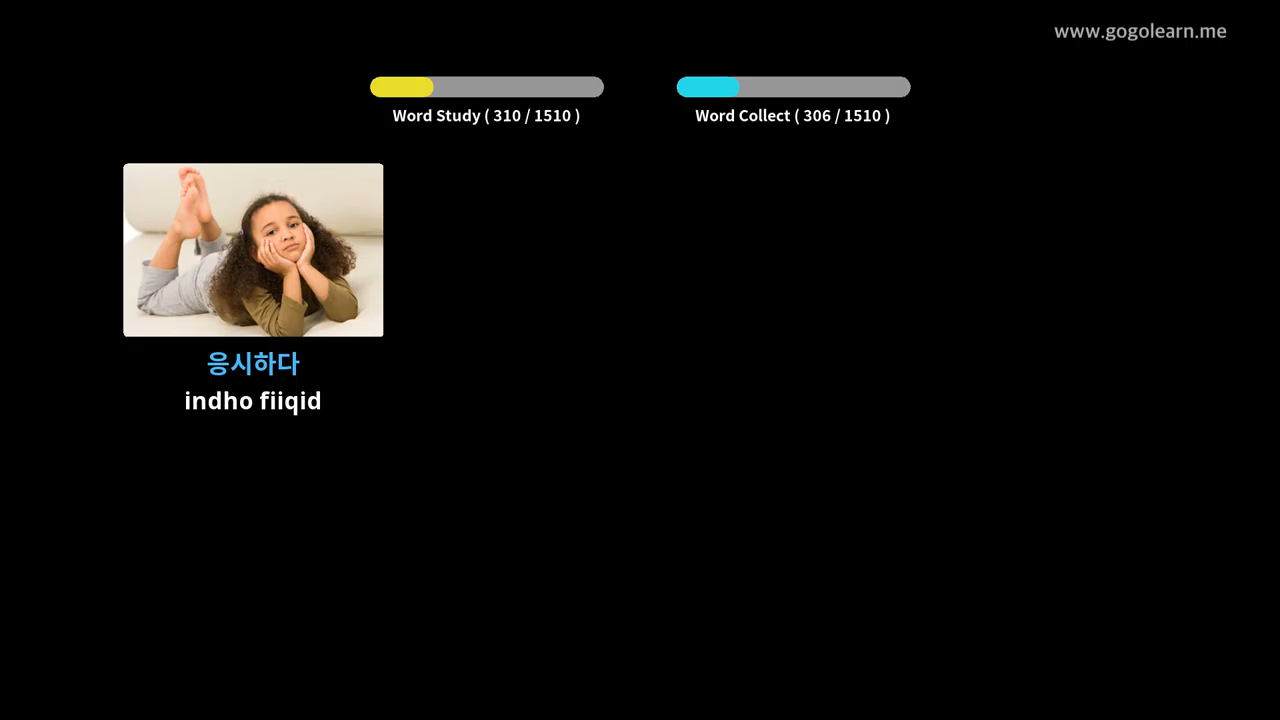 www.gogolearn.me
Word Study ( 310 / 1510 )
Word Collect ( 306 / 1510 )
응시하다
indho fiiqid